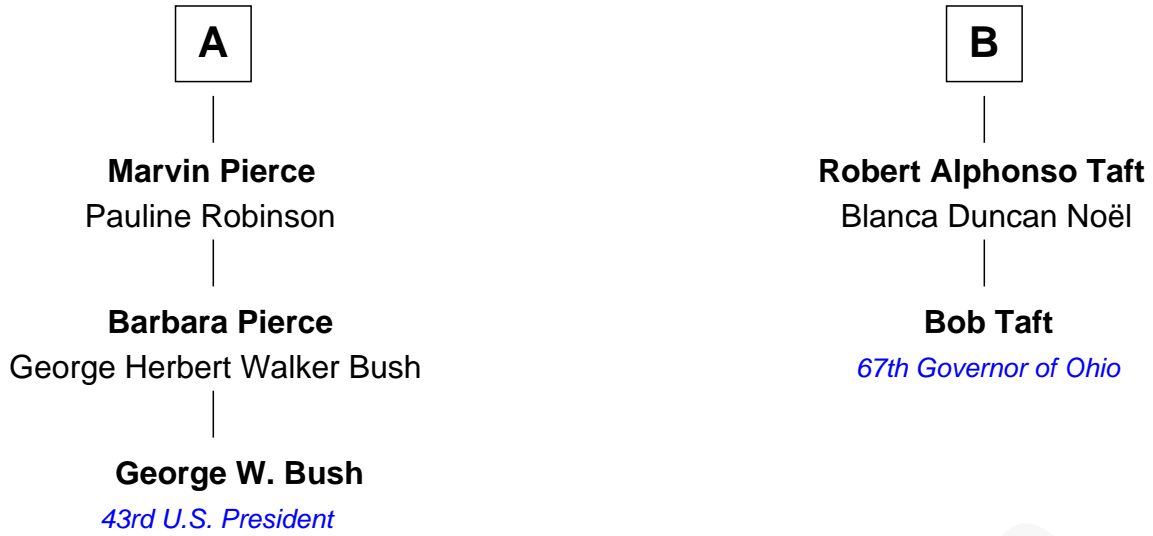 A
Marvin Pierce
Pauline Robinson
Barbara Pierce
George Herbert Walker Bush
George W. Bush
43rd U.S. President
B
Robert Alphonso Taft
Blanca Duncan Noël
Bob Taft
67th Governor of Ohio